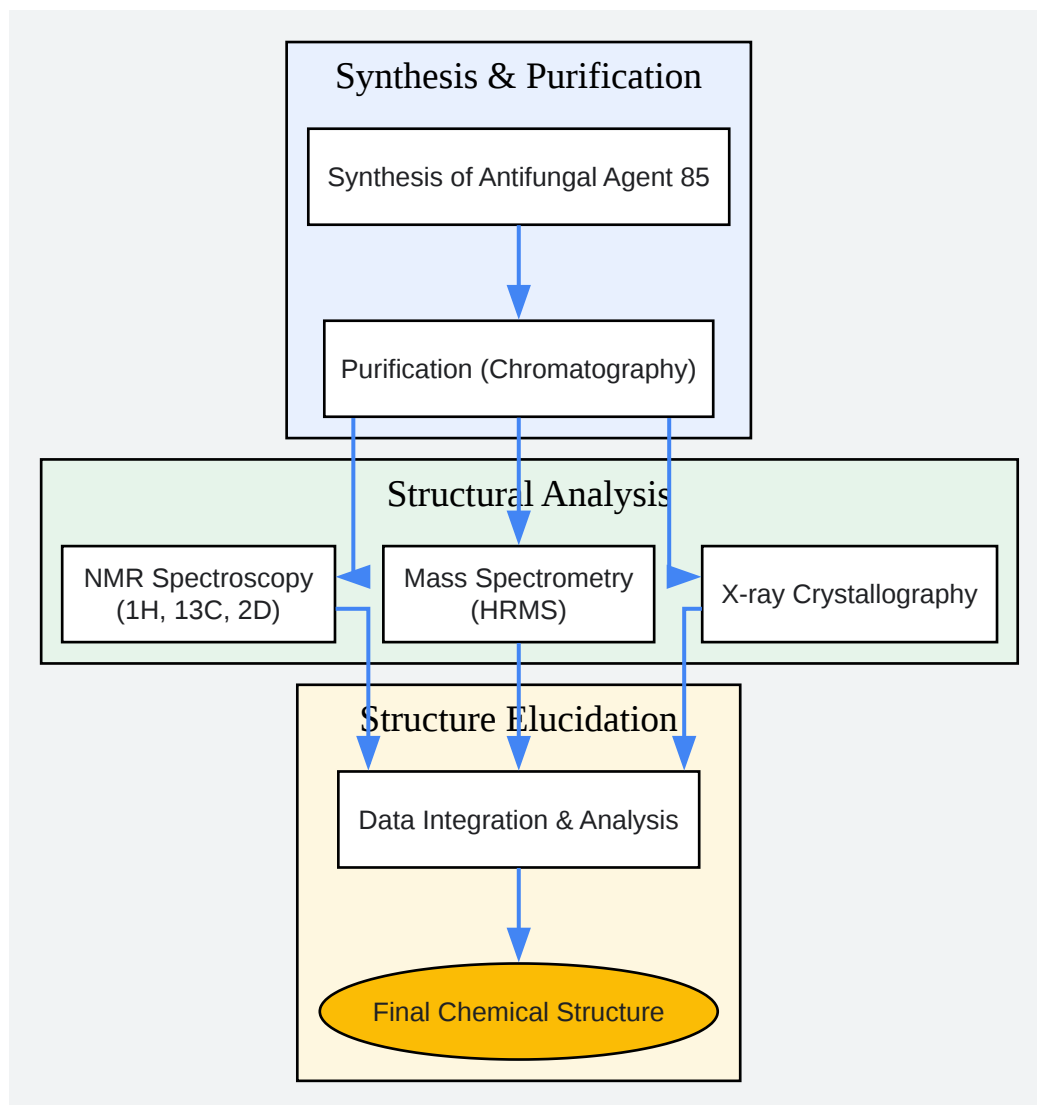 Synthesis & Purification
Synthesis of Antifungal Agent 85
Purification (Chromatography)
Structural Analysis
NMR Spectroscopy
(1H, 13C, 2D)
Mass Spectrometry
(HRMS)
X-ray Crystallography
Structure Elucidation
Data Integration & Analysis
Final Chemical Structure